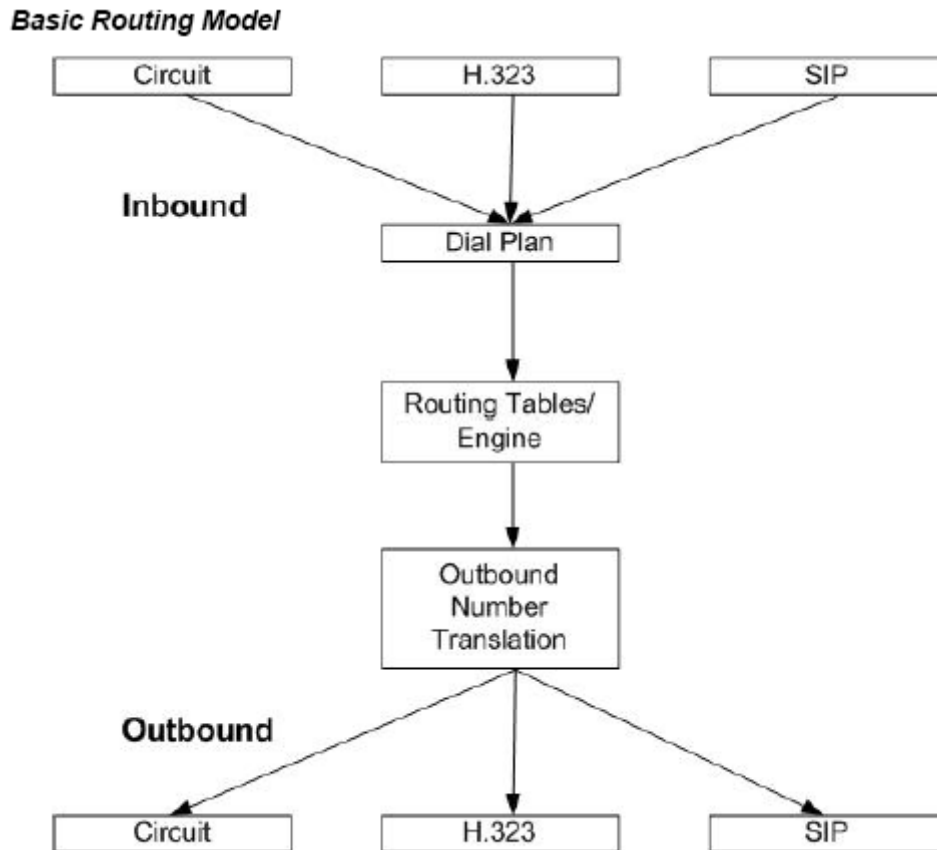 Basic Routing Model
Circuit
H.323
SIP
Inbound
Dial Plan
Routing Tables/
Engine
Outbound
Number
Translation
Outbound
Circuit
H.323
SIP